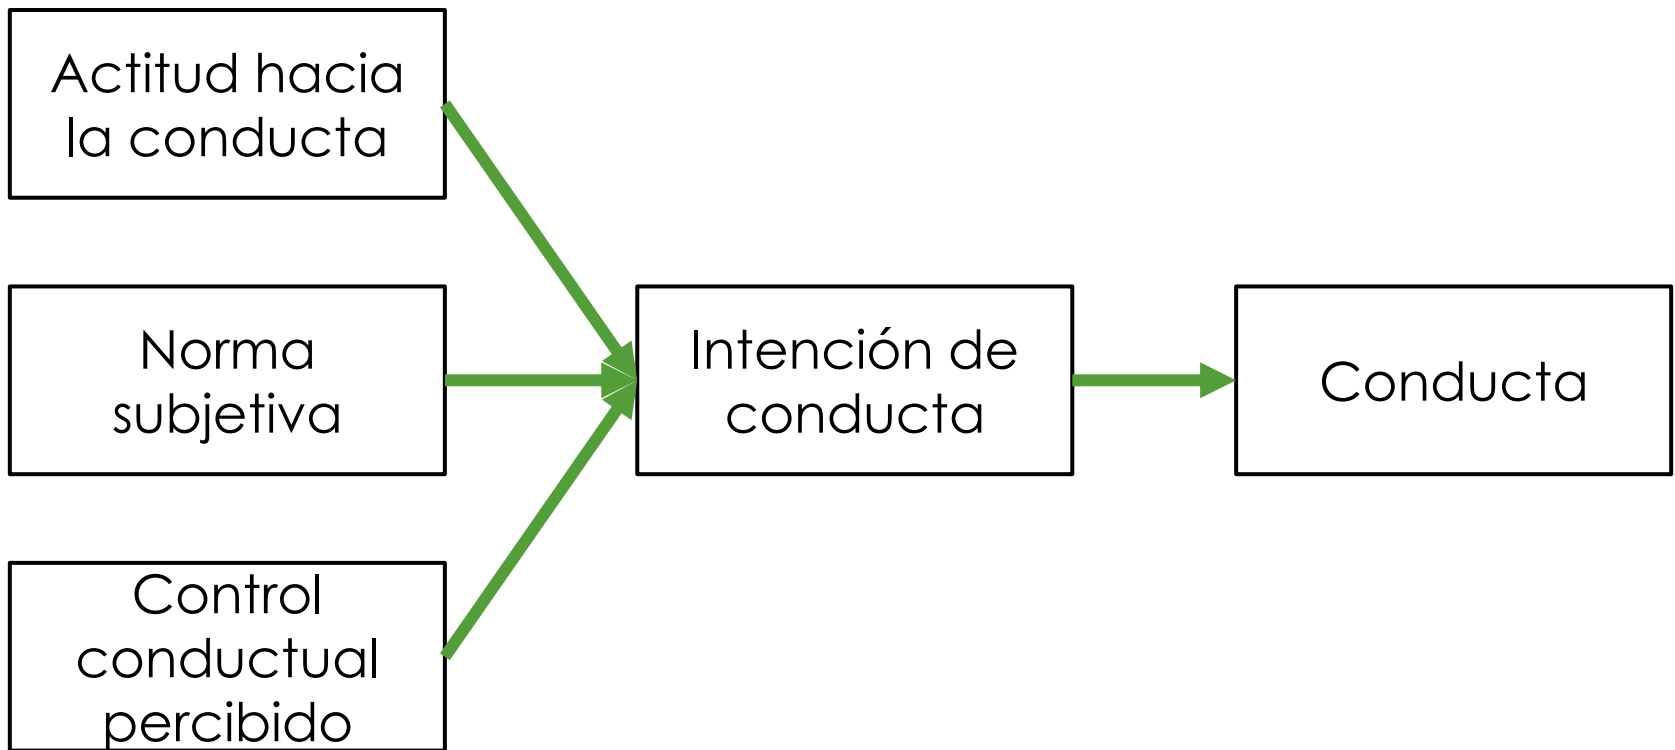 Actitud hacia
la conducta
Norma
subjetiva
Control
conductual
percibido
Intención de
conducta
Conducta